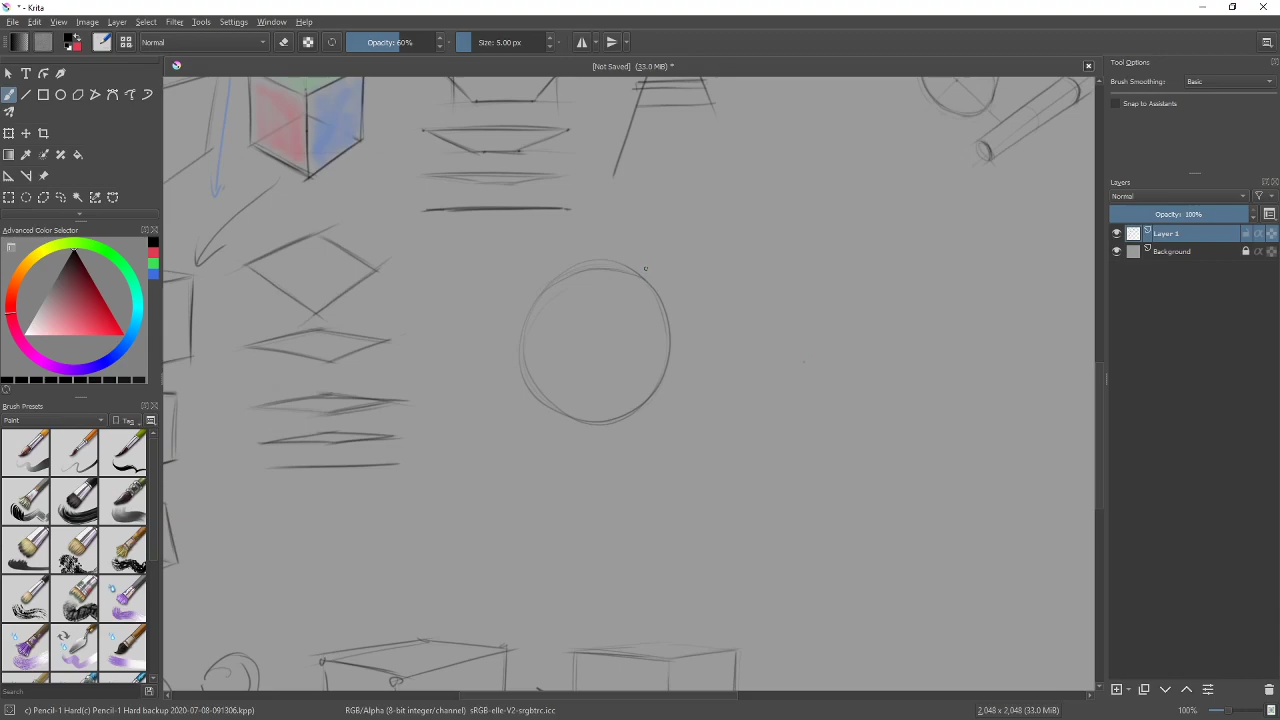 * - Krita
File Edit View Image Layer Select Filter Tools Settings Window Help
Normal Opacity: 60% Size: 5.00 px
[Not Saved] (33.0 MiB) *
Tool Options
Brush Smoothing: Basic
Snap to Assistants
Layers
Normal
Opacity: 100%
Layer 1
Background
Advanced Color Selector
Brush Presets
Paint Tag
Search
c) Pencil-1 Hard(c) Pencil-1 Hard backup 2020-07-08-091306.kpp) RGB/Alpha (8-bit integer/channel) sRGB-elle-V2-srgbtrc.icc 2,048 x 2,048 (33.0 MiB) 100%